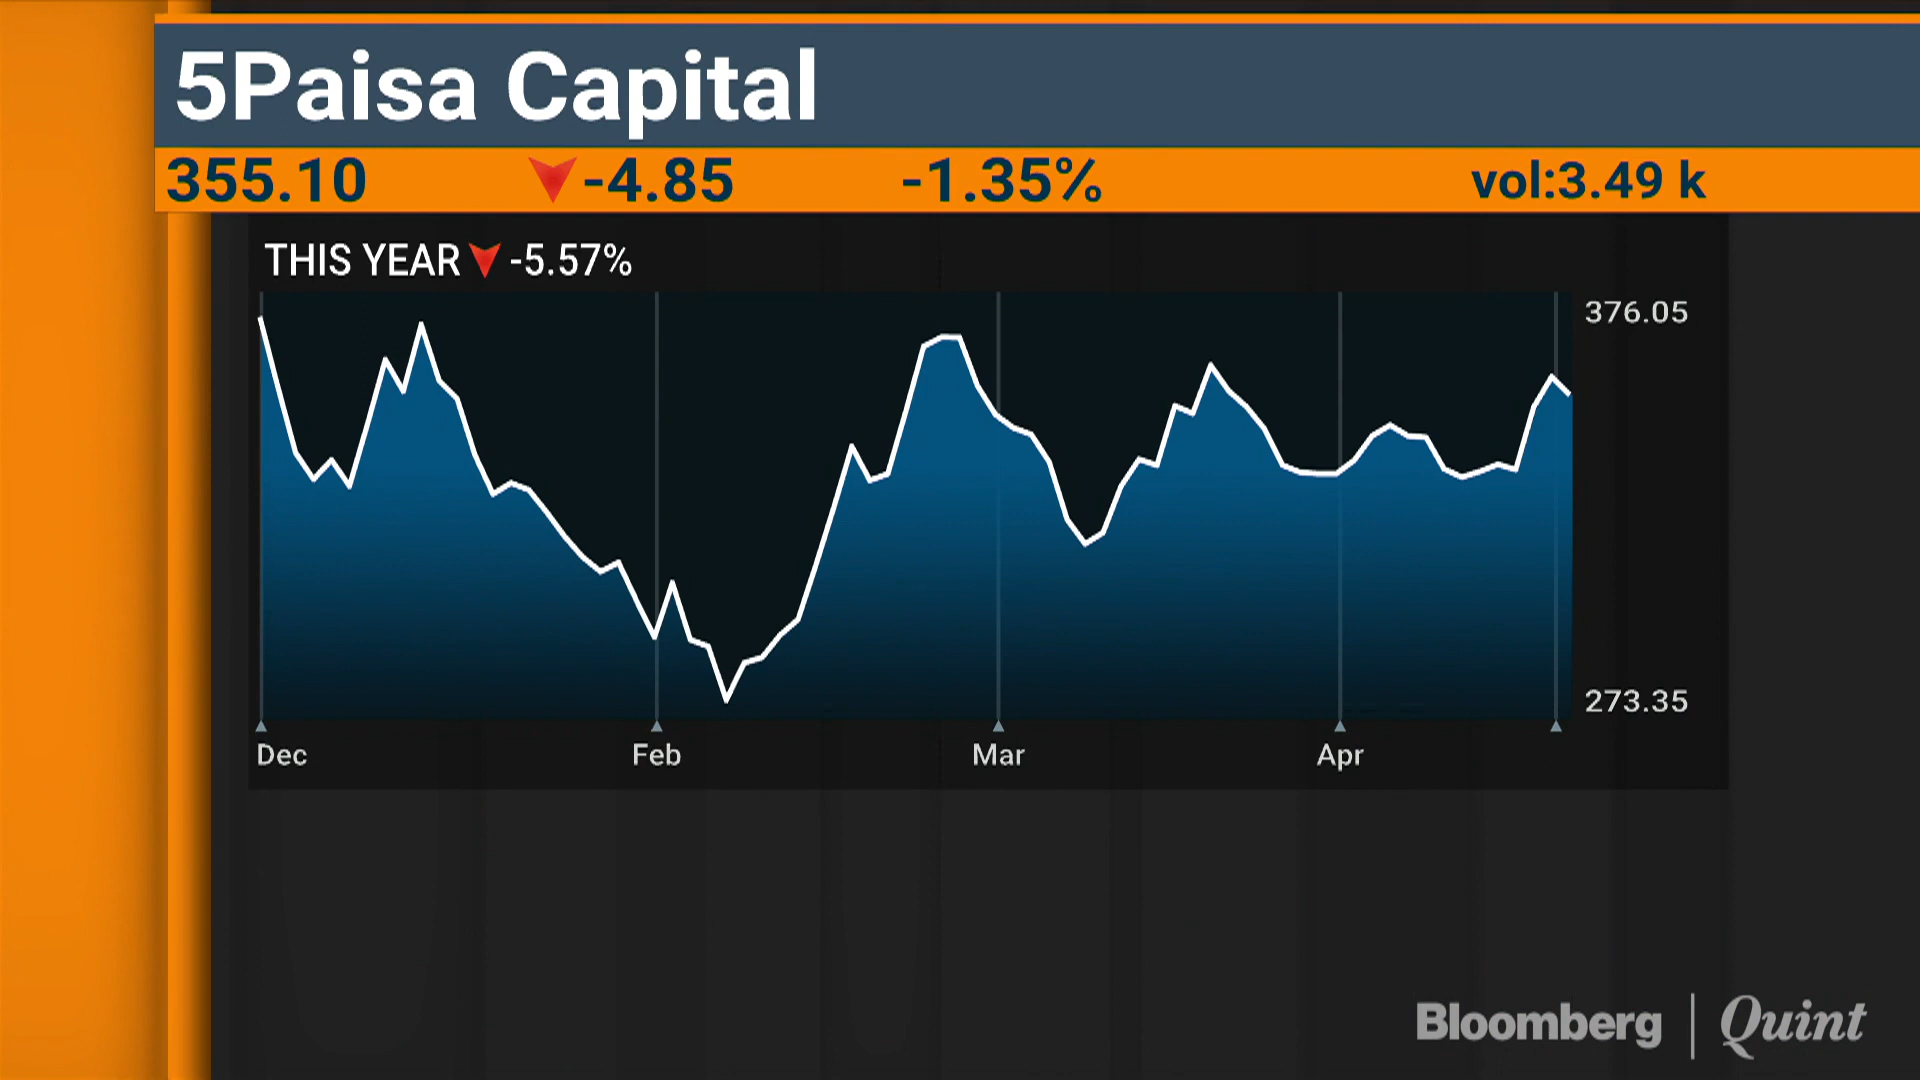 5Paisa Capital
355.10 -4.85 -1.35% vol:3.49 k
THIS YEAR -5.57%
376.05
273.35
Dec Feb Mar Apr
Bloomberg | Quint